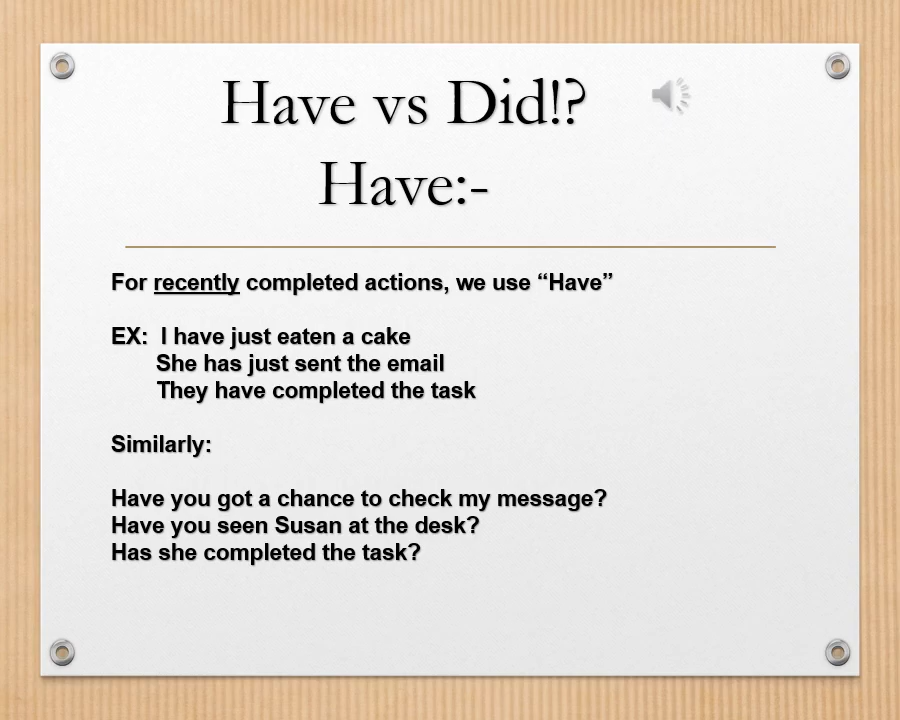 Have vs Did!?
Have:-
For recently completed actions, we use “Have”
EX: I have just eaten a cake
She has just sent the email
They have completed the task
Similarly:
Have you got a chance to check my message?
Have you seen Susan at the desk?
Has she completed the task?